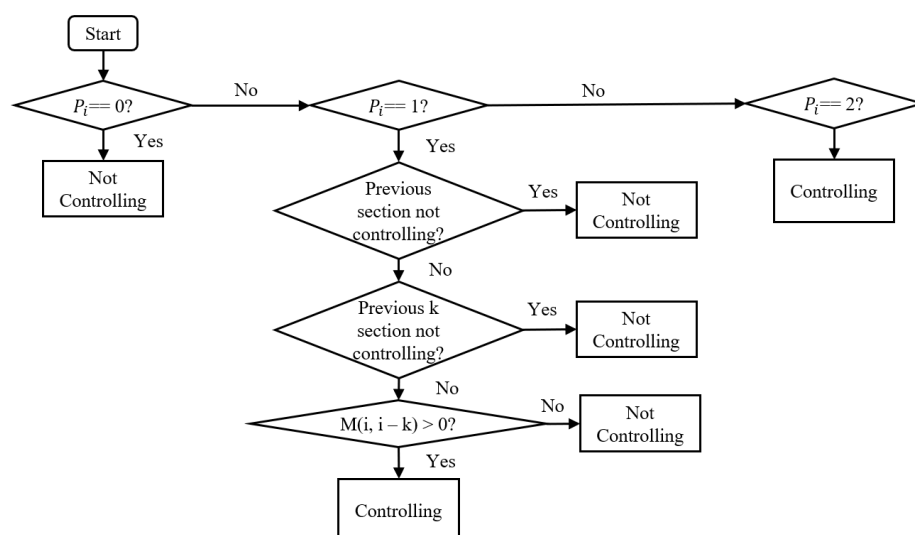 Start
P_i == 0?
No
P_i == 1?
No
P_i == 2?
Yes
Not
Controlling
Yes
Controlling
Previous
section not
controlling?
Yes
Not
Controlling
No
Previous k
section not
controlling?
Yes
Not
Controlling
No
M(i, i – k) > 0?
No
Not
Controlling
Yes
Controlling